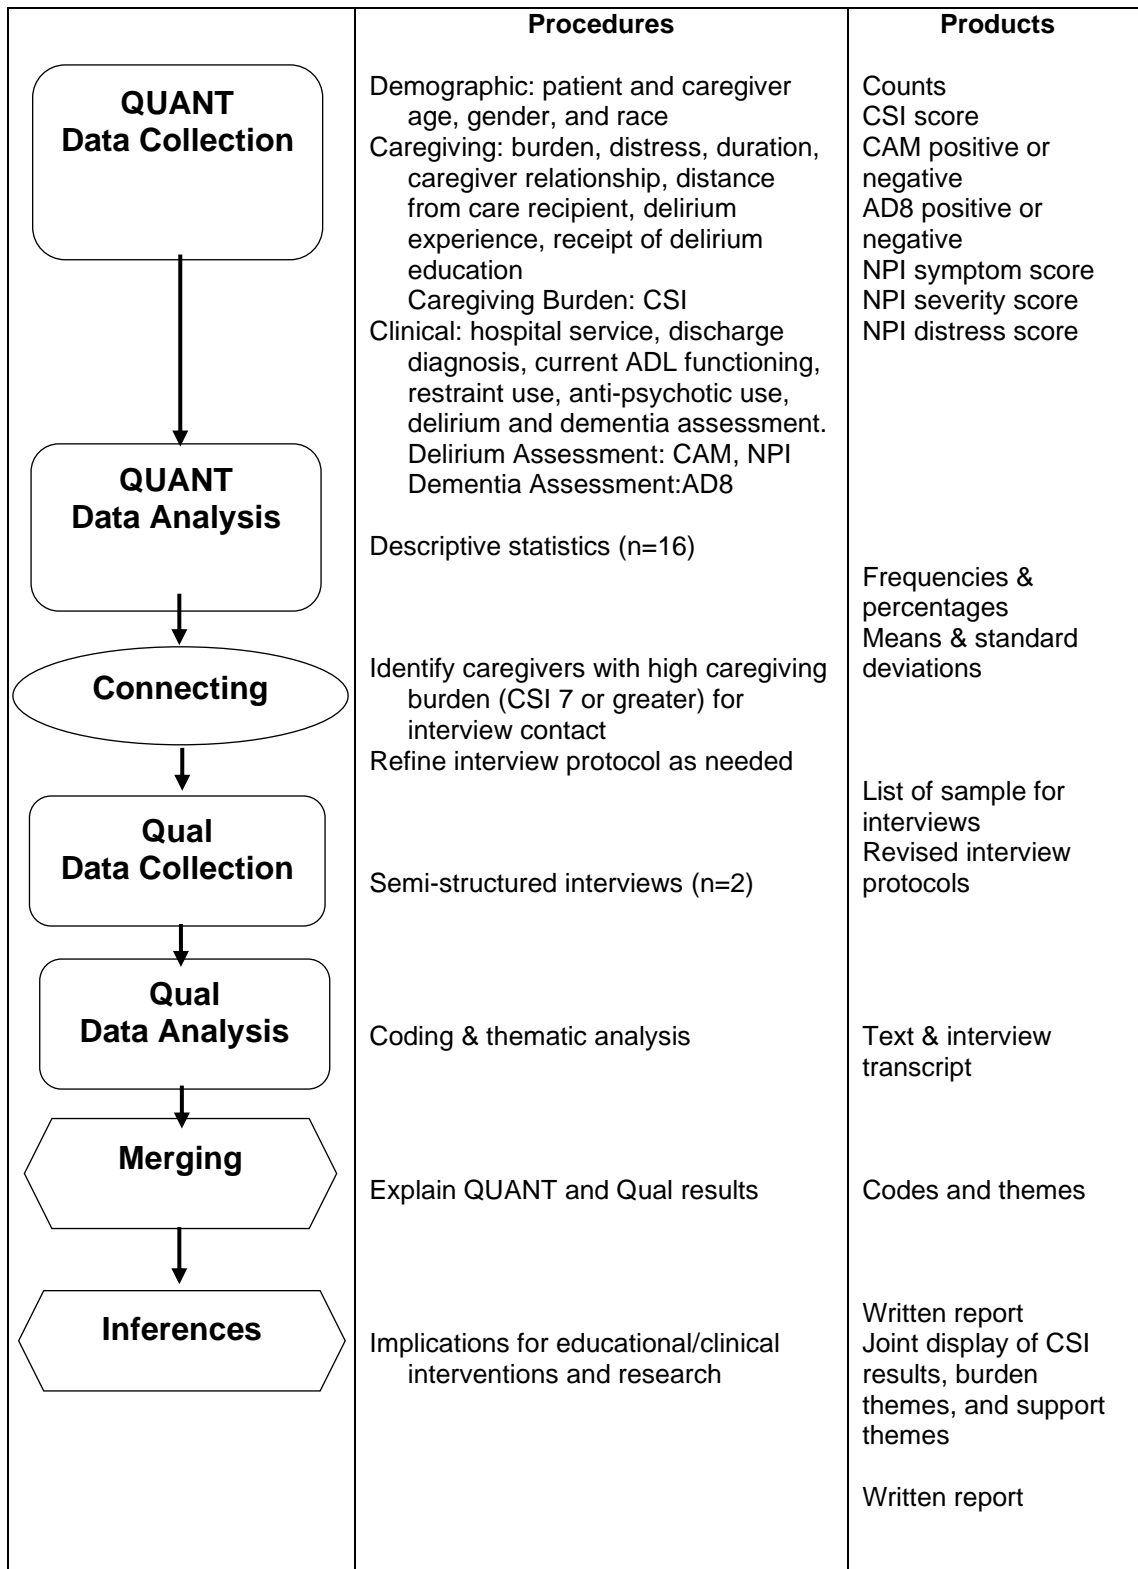 Procedures
Products
QUANT
Data Collection
QUANT
Data Analysis
Connecting
Qual
Data Collection
Qual
Data Analysis
Merging
Inferences
Demographic: patient and caregiver
age, gender, and race
Caregiving: burden, distress, duration,
caregiver relationship, distance
from care recipient, delirium
experience, receipt of delirium
education
Caregiving Burden: CSI
Clinical: hospital service, discharge
diagnosis, current ADL functioning,
restraint use, anti-psychotic use,
delirium and dementia assessment.
Delirium Assessment: CAM, NPI
Dementia Assessment:AD8
Descriptive statistics (n=16)
Identify caregivers with high caregiving
burden (CSI 7 or greater) for
interview contact
Refine interview protocol as needed
Semi-structured interviews (n=2)
Coding & thematic analysis
Explain QUANT and Qual results
Implications for educational/clinical
interventions and research
Counts
CSI score
CAM positive or
negative
AD8 positive or
negative
NPI symptom score
NPI severity score
NPI distress score
Frequencies &
percentages
Means & standard
deviations
List of sample for
interviews
Revised interview
protocols
Text & interview
transcript
Codes and themes
Written report
Joint display of CSI
results, burden
themes, and support
themes
Written report